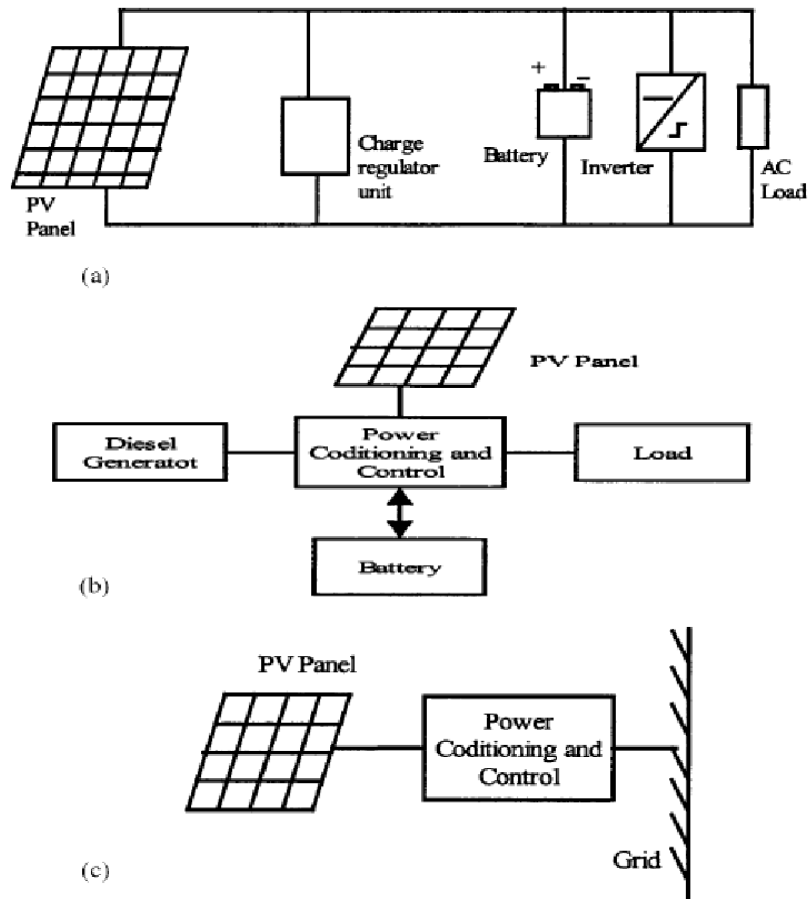 PV
Panel
Charge
regulator
unit
+ −
Battery
Inverter
AC
Load
(a)
PV Panel
Diesel
Generatot
Power
Coditioning and
Control
Load
Battery
(b)
PV Panel
Power
Coditioning and
Control
Grid
(c)